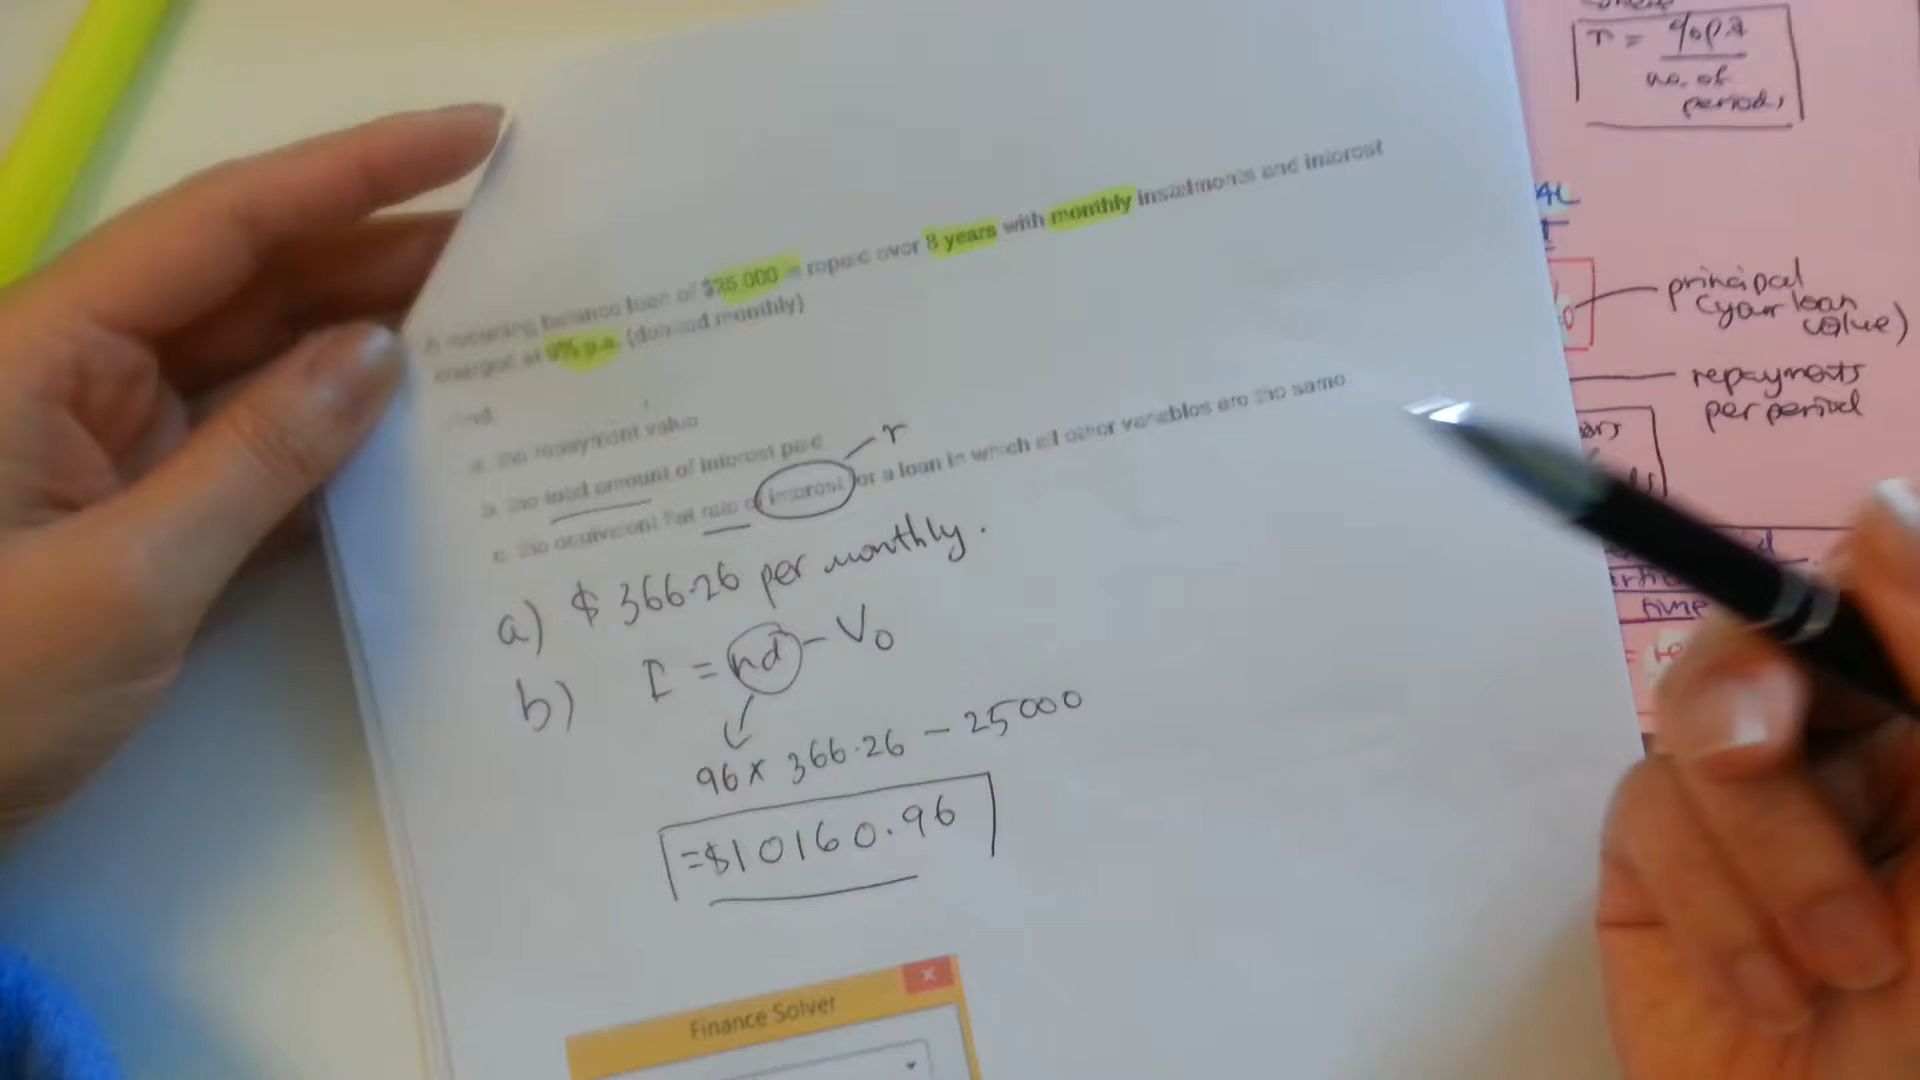 A reducing balance loan of $25 000 is repaid over 8 years with monthly instalments and interest
charged at 9% p.a. (debited monthly)
Find:
a. the repayment value
b. the total amount of interest paid
r
c. the equivalent flat rate of interest for a loan in which all other variables are the same
a) $ 366.26 per monthly.
b) I = nd - V0
96 x 366.26 - 25000
= $10160.96
Finance Solver
x
r = %pa
no. of
periods
principal
(your loan
value)
repayments
per period
time